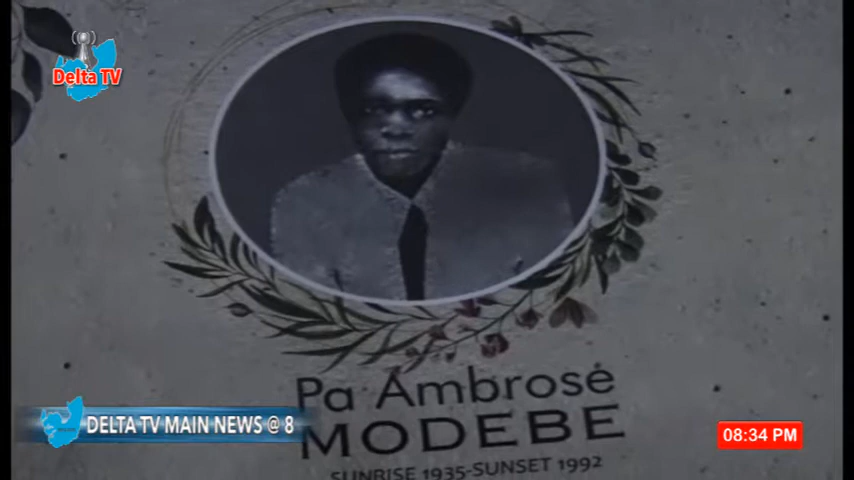 Delta TV
Pa Ambrosé
MODEBE
SUNRISE 1935-SUNSET 1992
DELTA TV MAIN NEWS @ 8
08:34 PM